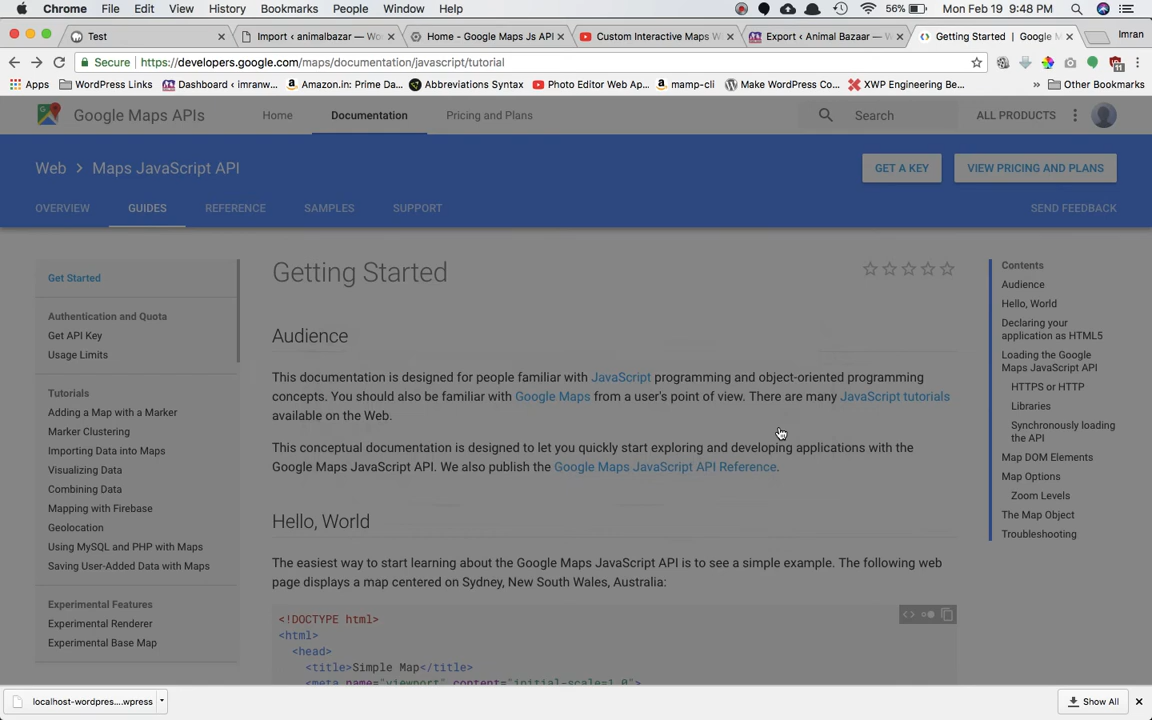 Chrome File Edit View History Bookmarks People Window Help 56% Mon Feb 19 9:48 PM
Test Import ‹ animalbazar — Wo Home - Google Maps Js API Custom Interactive Maps W Export ‹ Animal Bazaar — W Getting Started | Google M Imran
Secure https://developers.google.com/maps/documentation/javascript/tutorial
Apps WordPress Links Dashboard ‹ imranw... Amazon.in: Prime Da... Abbreviations Syntax Photo Editor Web Ap... mamp-cli Make WordPress Co... XWP Engineering Be... » Other Bookmarks
Google Maps APIs Home Documentation Pricing and Plans Search ALL PRODUCTS
Web > Maps JavaScript API GET A KEY VIEW PRICING AND PLANS
OVERVIEW GUIDES REFERENCE SAMPLES SUPPORT SEND FEEDBACK
Get Started
Authentication and Quota
Get API Key
Usage Limits
Tutorials
Adding a Map with a Marker
Marker Clustering
Importing Data into Maps
Visualizing Data
Combining Data
Mapping with Firebase
Geolocation
Using MySQL and PHP with Maps
Saving User-Added Data with Maps
Experimental Features
Experimental Renderer
Experimental Base Map
Getting Started
Audience
This documentation is designed for people familiar with JavaScript programming and object-oriented programming
concepts. You should also be familiar with Google Maps from a user's point of view. There are many JavaScript tutorials
available on the Web.
This conceptual documentation is designed to let you quickly start exploring and developing applications with the
Google Maps JavaScript API. We also publish the Google Maps JavaScript API Reference.
Hello, World
The easiest way to start learning about the Google Maps JavaScript API is to see a simple example. The following web
page displays a map centered on Sydney, New South Wales, Australia:
<!DOCTYPE html>
<html>
<head>
<title>Simple Map</title>
<meta name="viewport" content="initial-scale=1.0">
Contents
Audience
Hello, World
Declaring your
application as HTML5
Loading the Google
Maps JavaScript API
HTTPS or HTTP
Libraries
Synchronously loading
the API
Map DOM Elements
Map Options
Zoom Levels
The Map Object
Troubleshooting
localhost-wordpres....wpress Show All